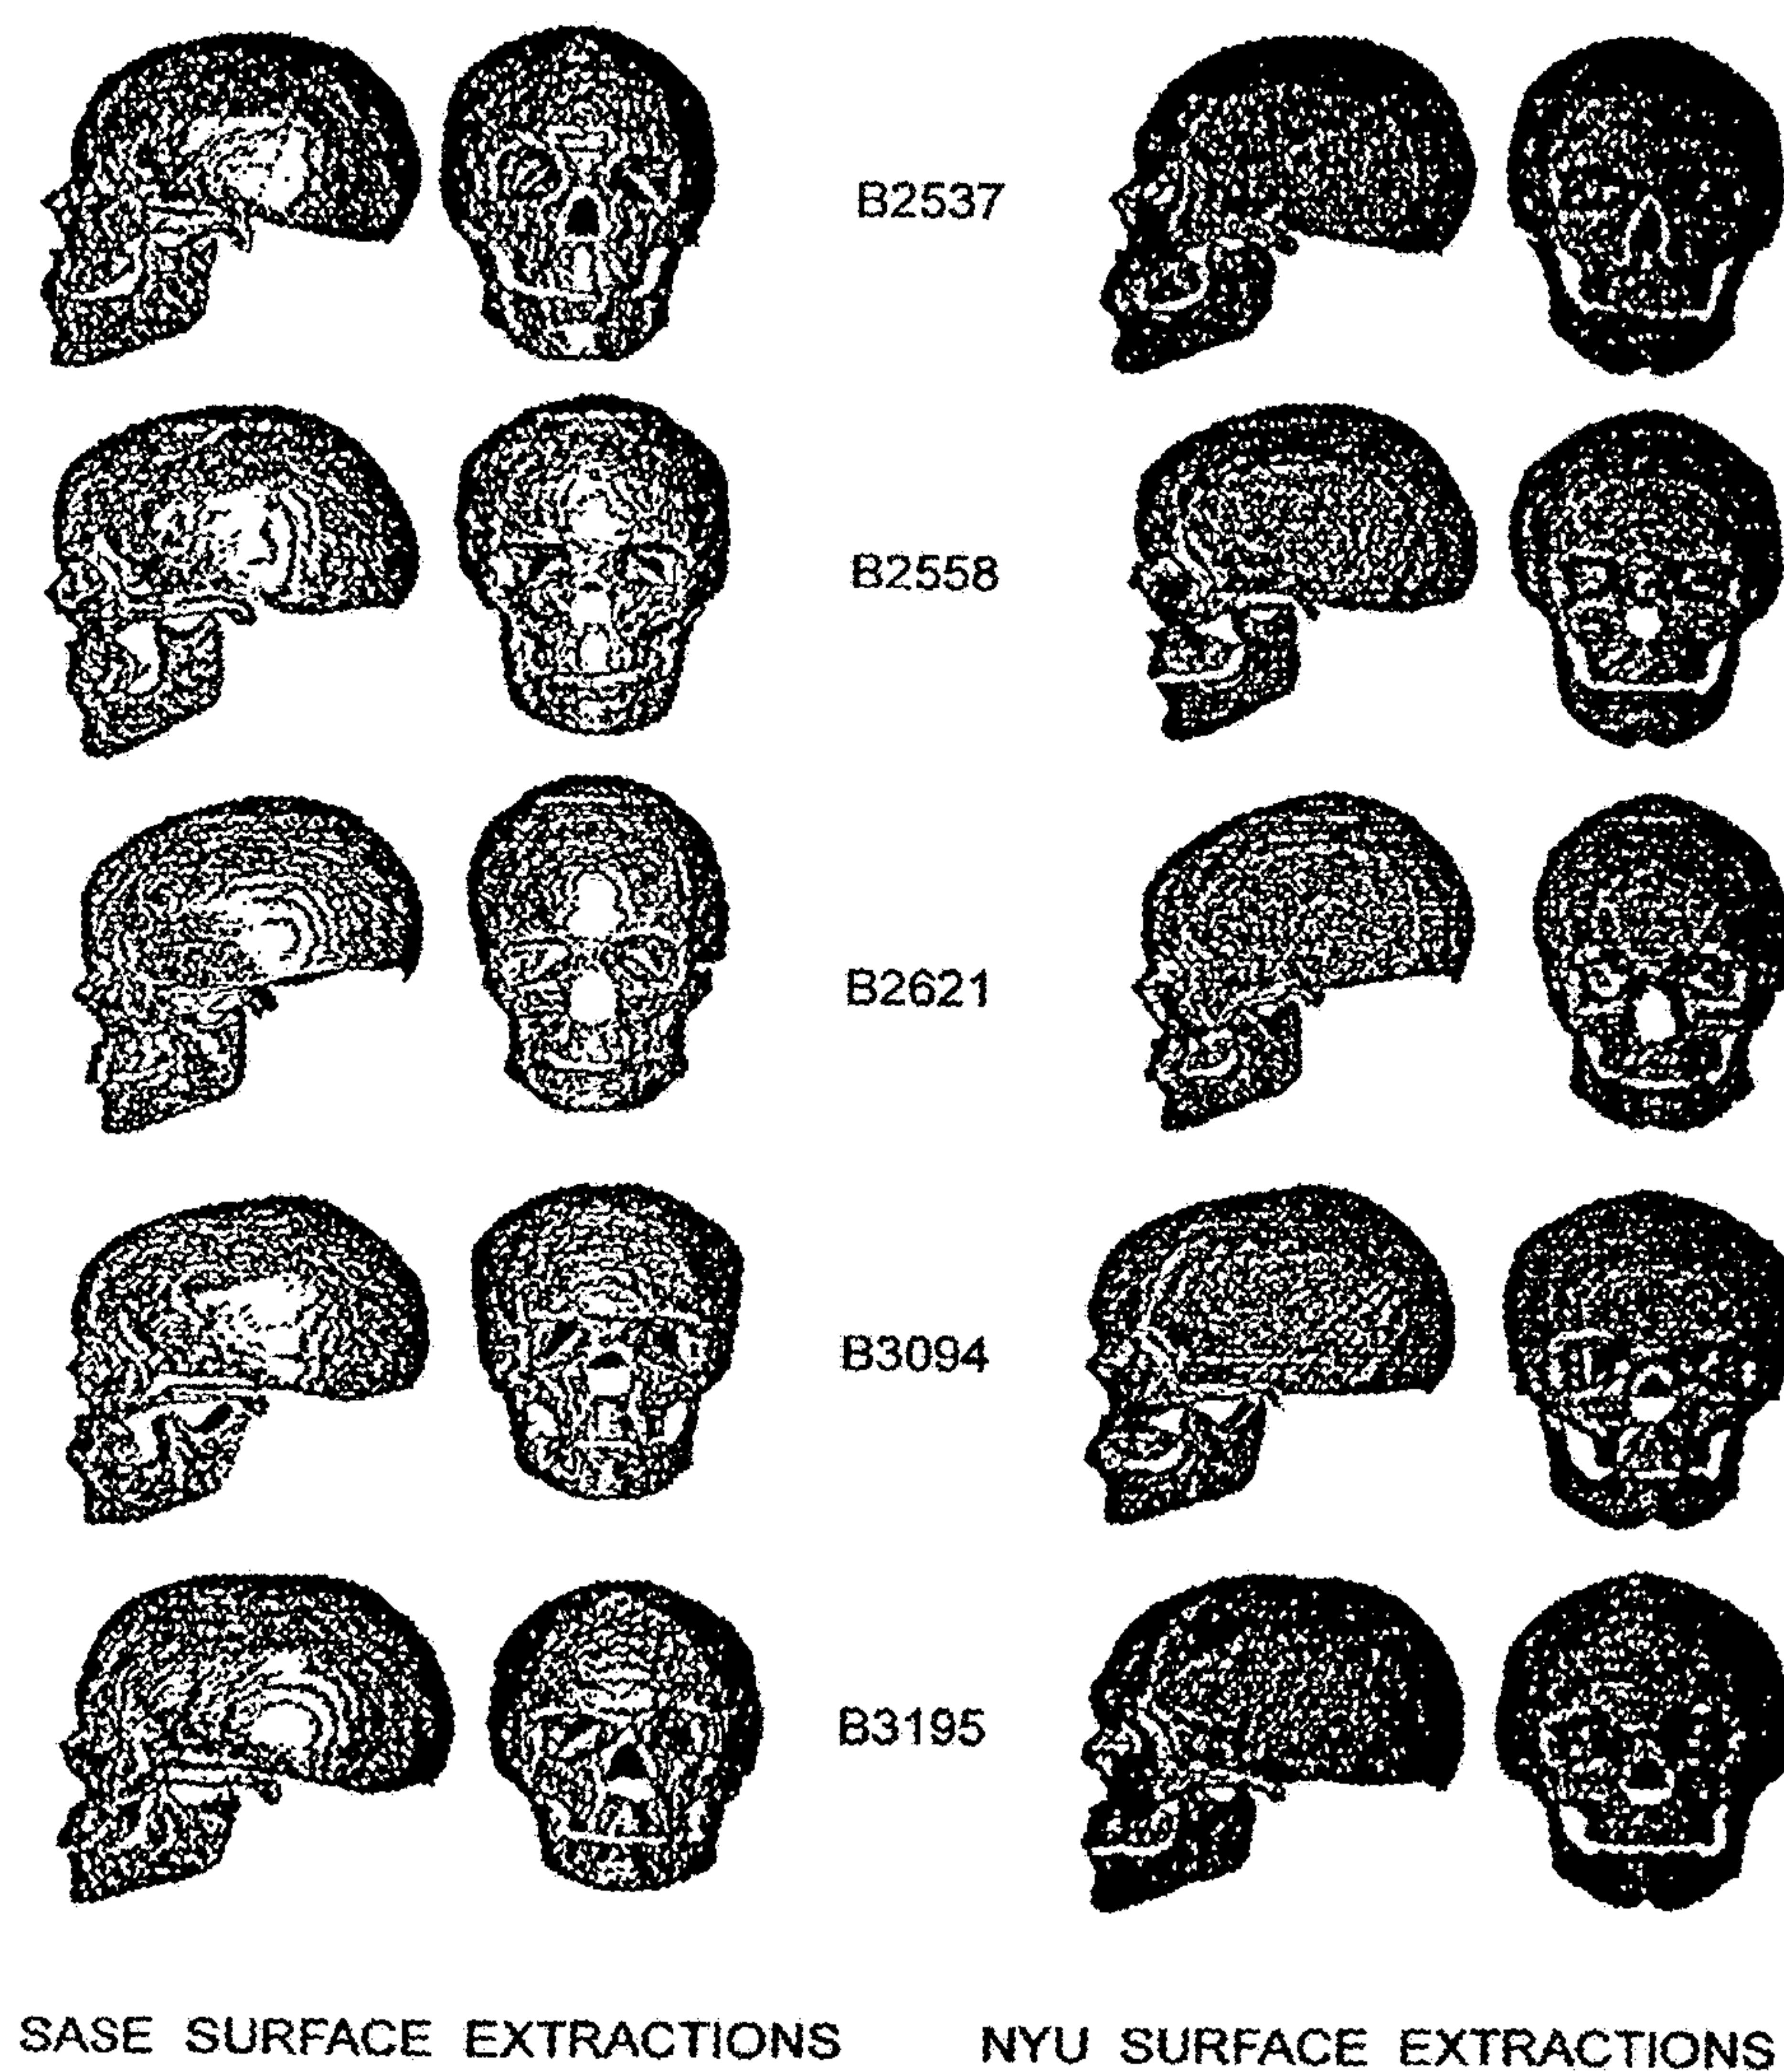 B2537
B2558
B2621
B3094
B3195
SASE SURFACE EXTRACTIONS
NYU SURFACE EXTRACTIONS